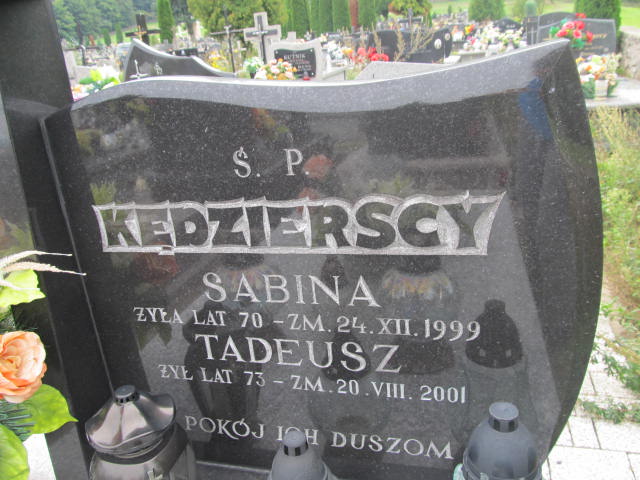 KUTNIK
Ś. P.
KĘDZIERSCY
SABINA
ŻYŁA LAT 70 – ZM. 24.XII.1999
TADEUSZ
ŻYŁ LAT 73 – ZM. 20.VIII.2001
POKÓJ ICH DUSZOM